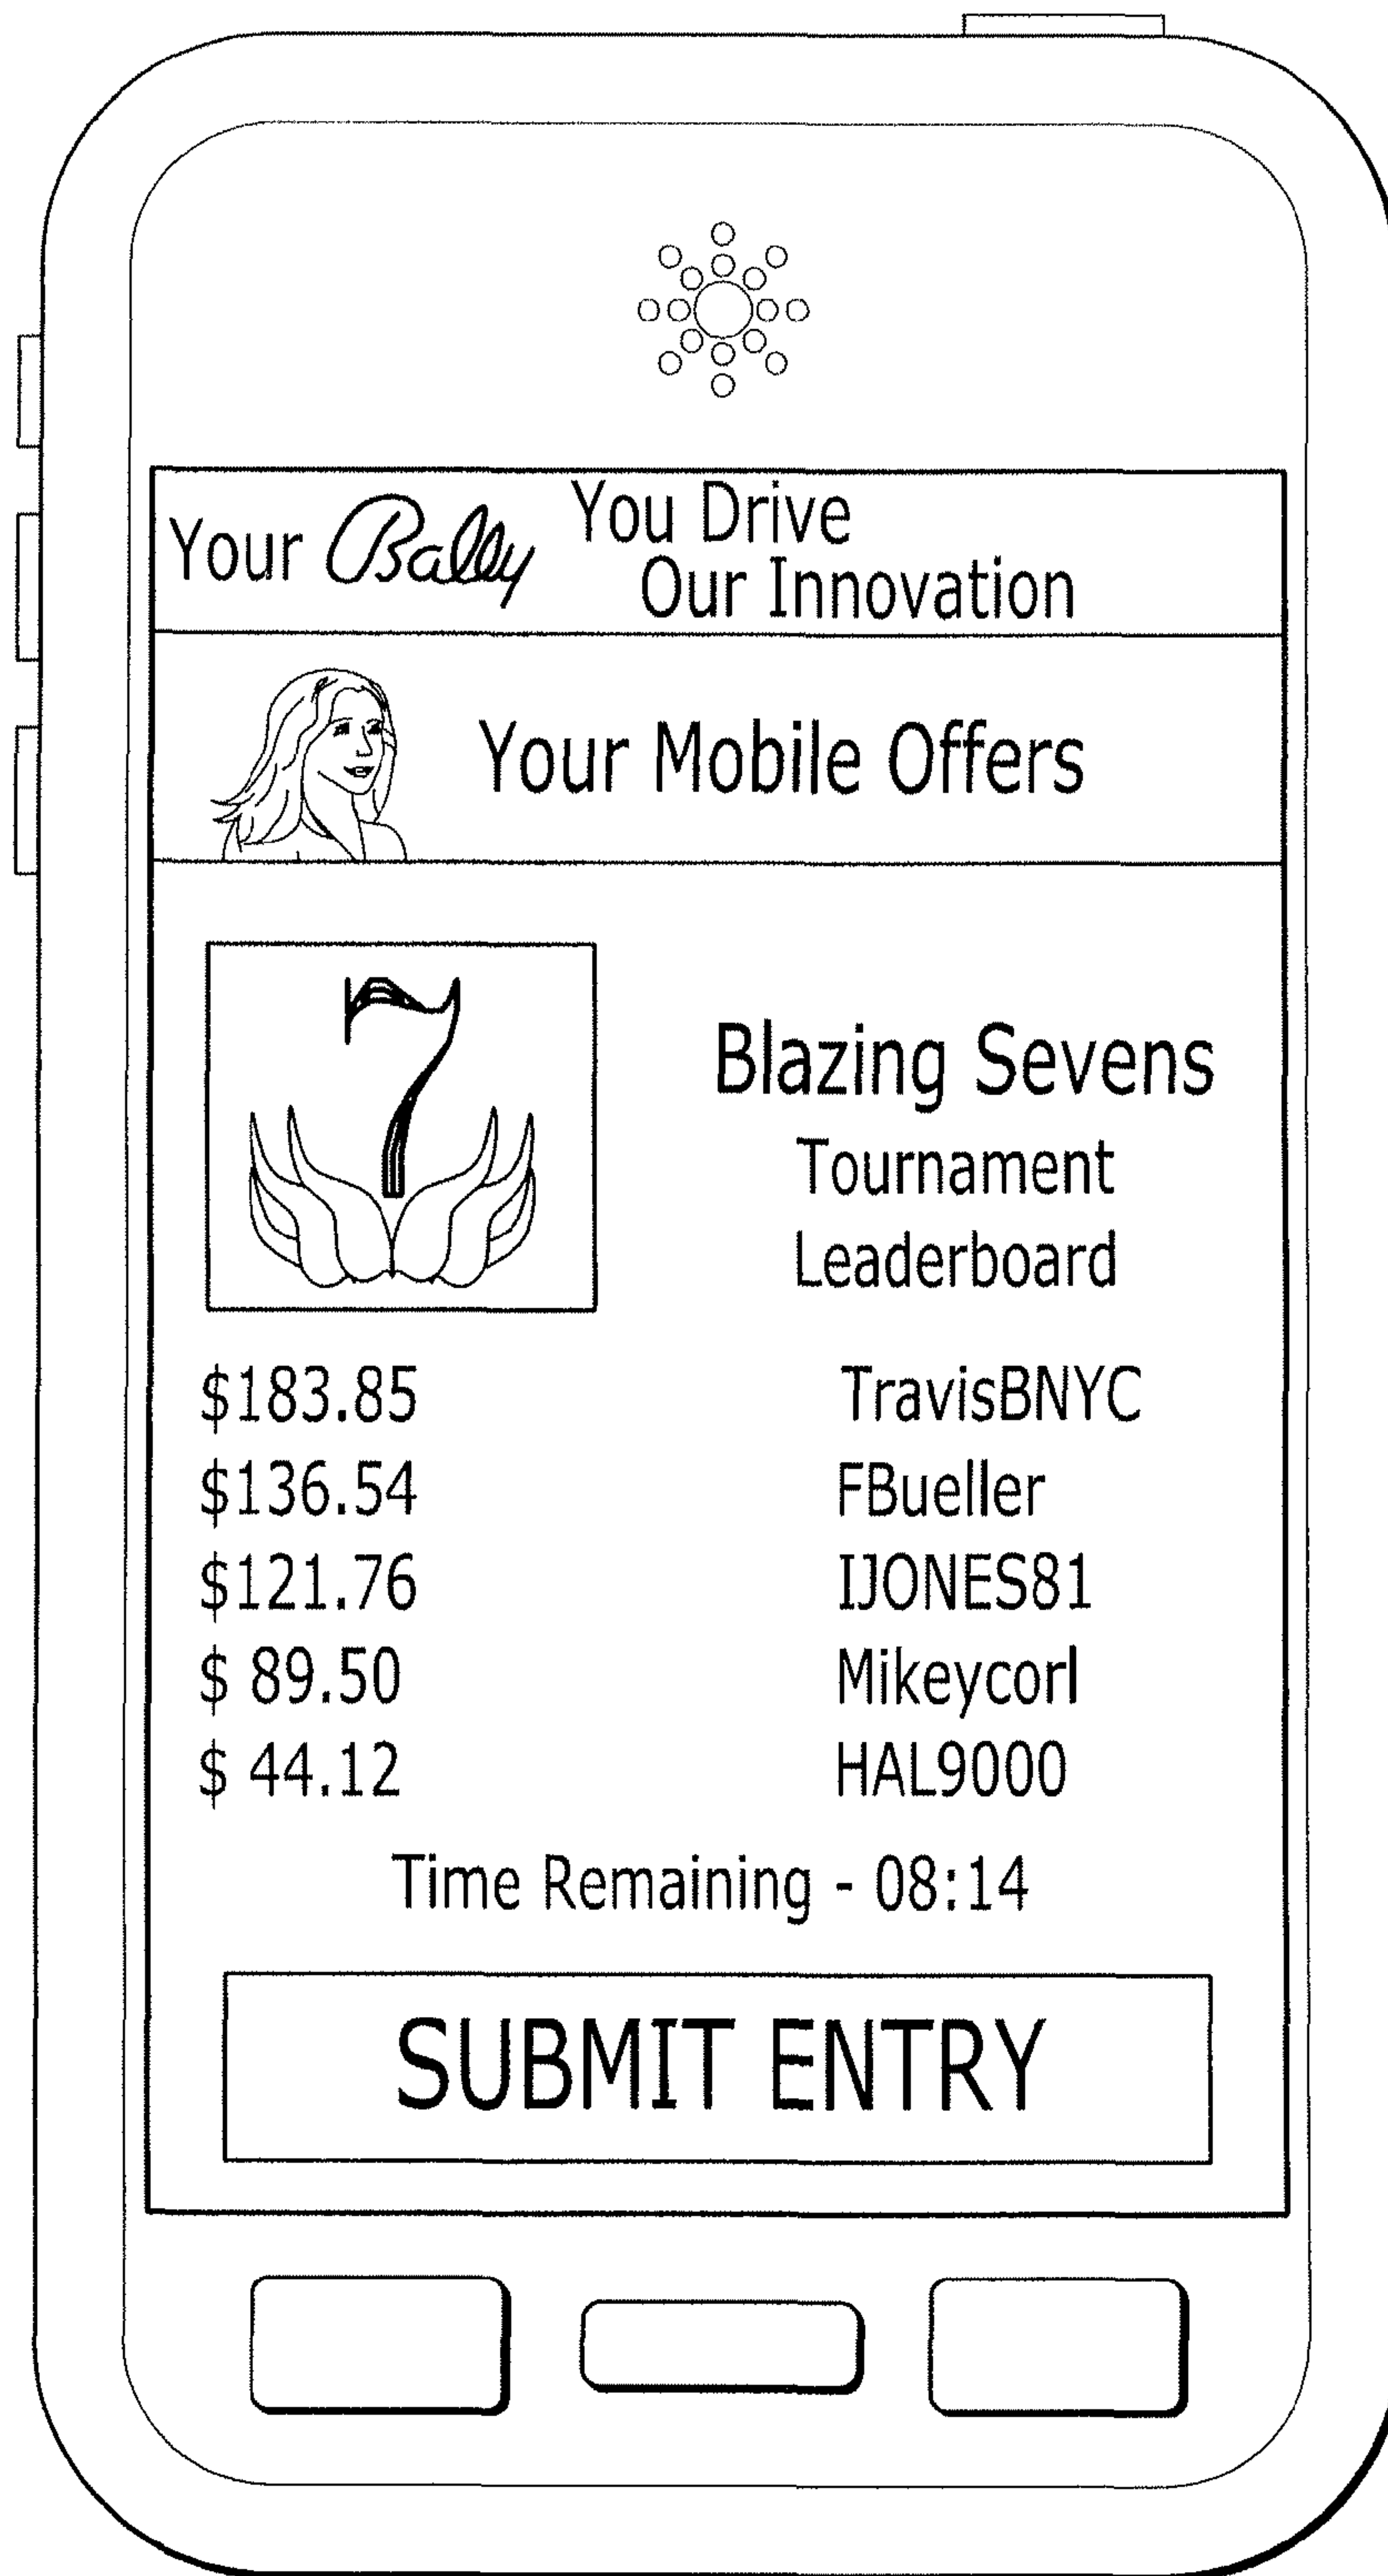 Your Bally You Drive
Our Innovation
Your Mobile Offers
7
Blazing Sevens
Tournament
Leaderboard
$183.85 TravisBNYC
$136.54 FBueller
$121.76 IJONES81
$ 89.50 Mikeycorl
$ 44.12 HAL9000
Time Remaining - 08:14
SUBMIT ENTRY